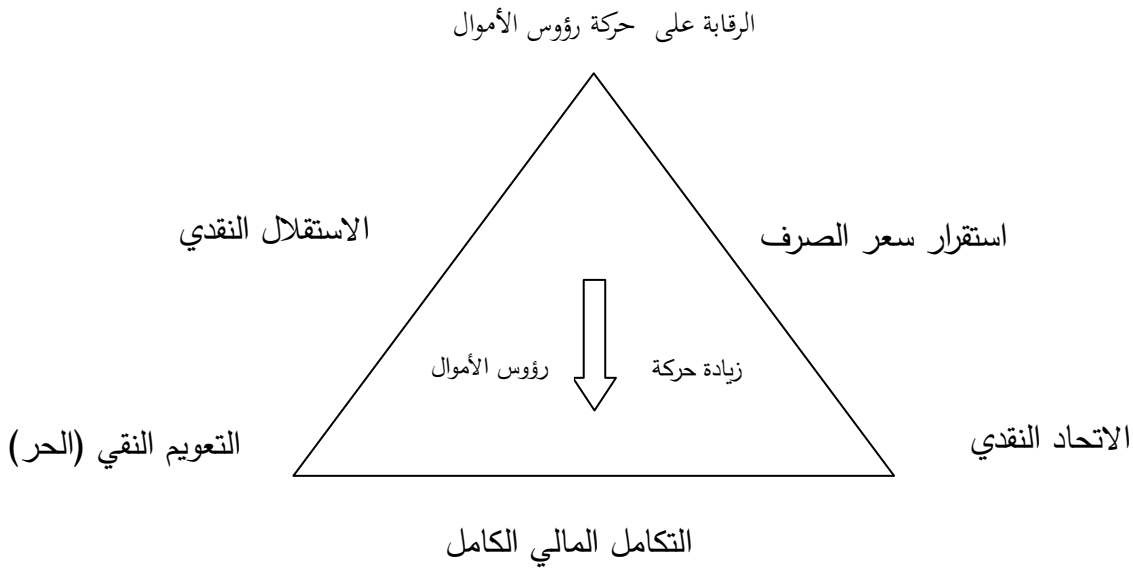 الرقابة على حركة رؤوس الأموال
استقرار سعر الصرف
الاستقلال النقدي
زيادة حركة رؤوس الأموال
الاتحاد النقدي
التعويم النقي (الحر)
التكامل المالي الكامل